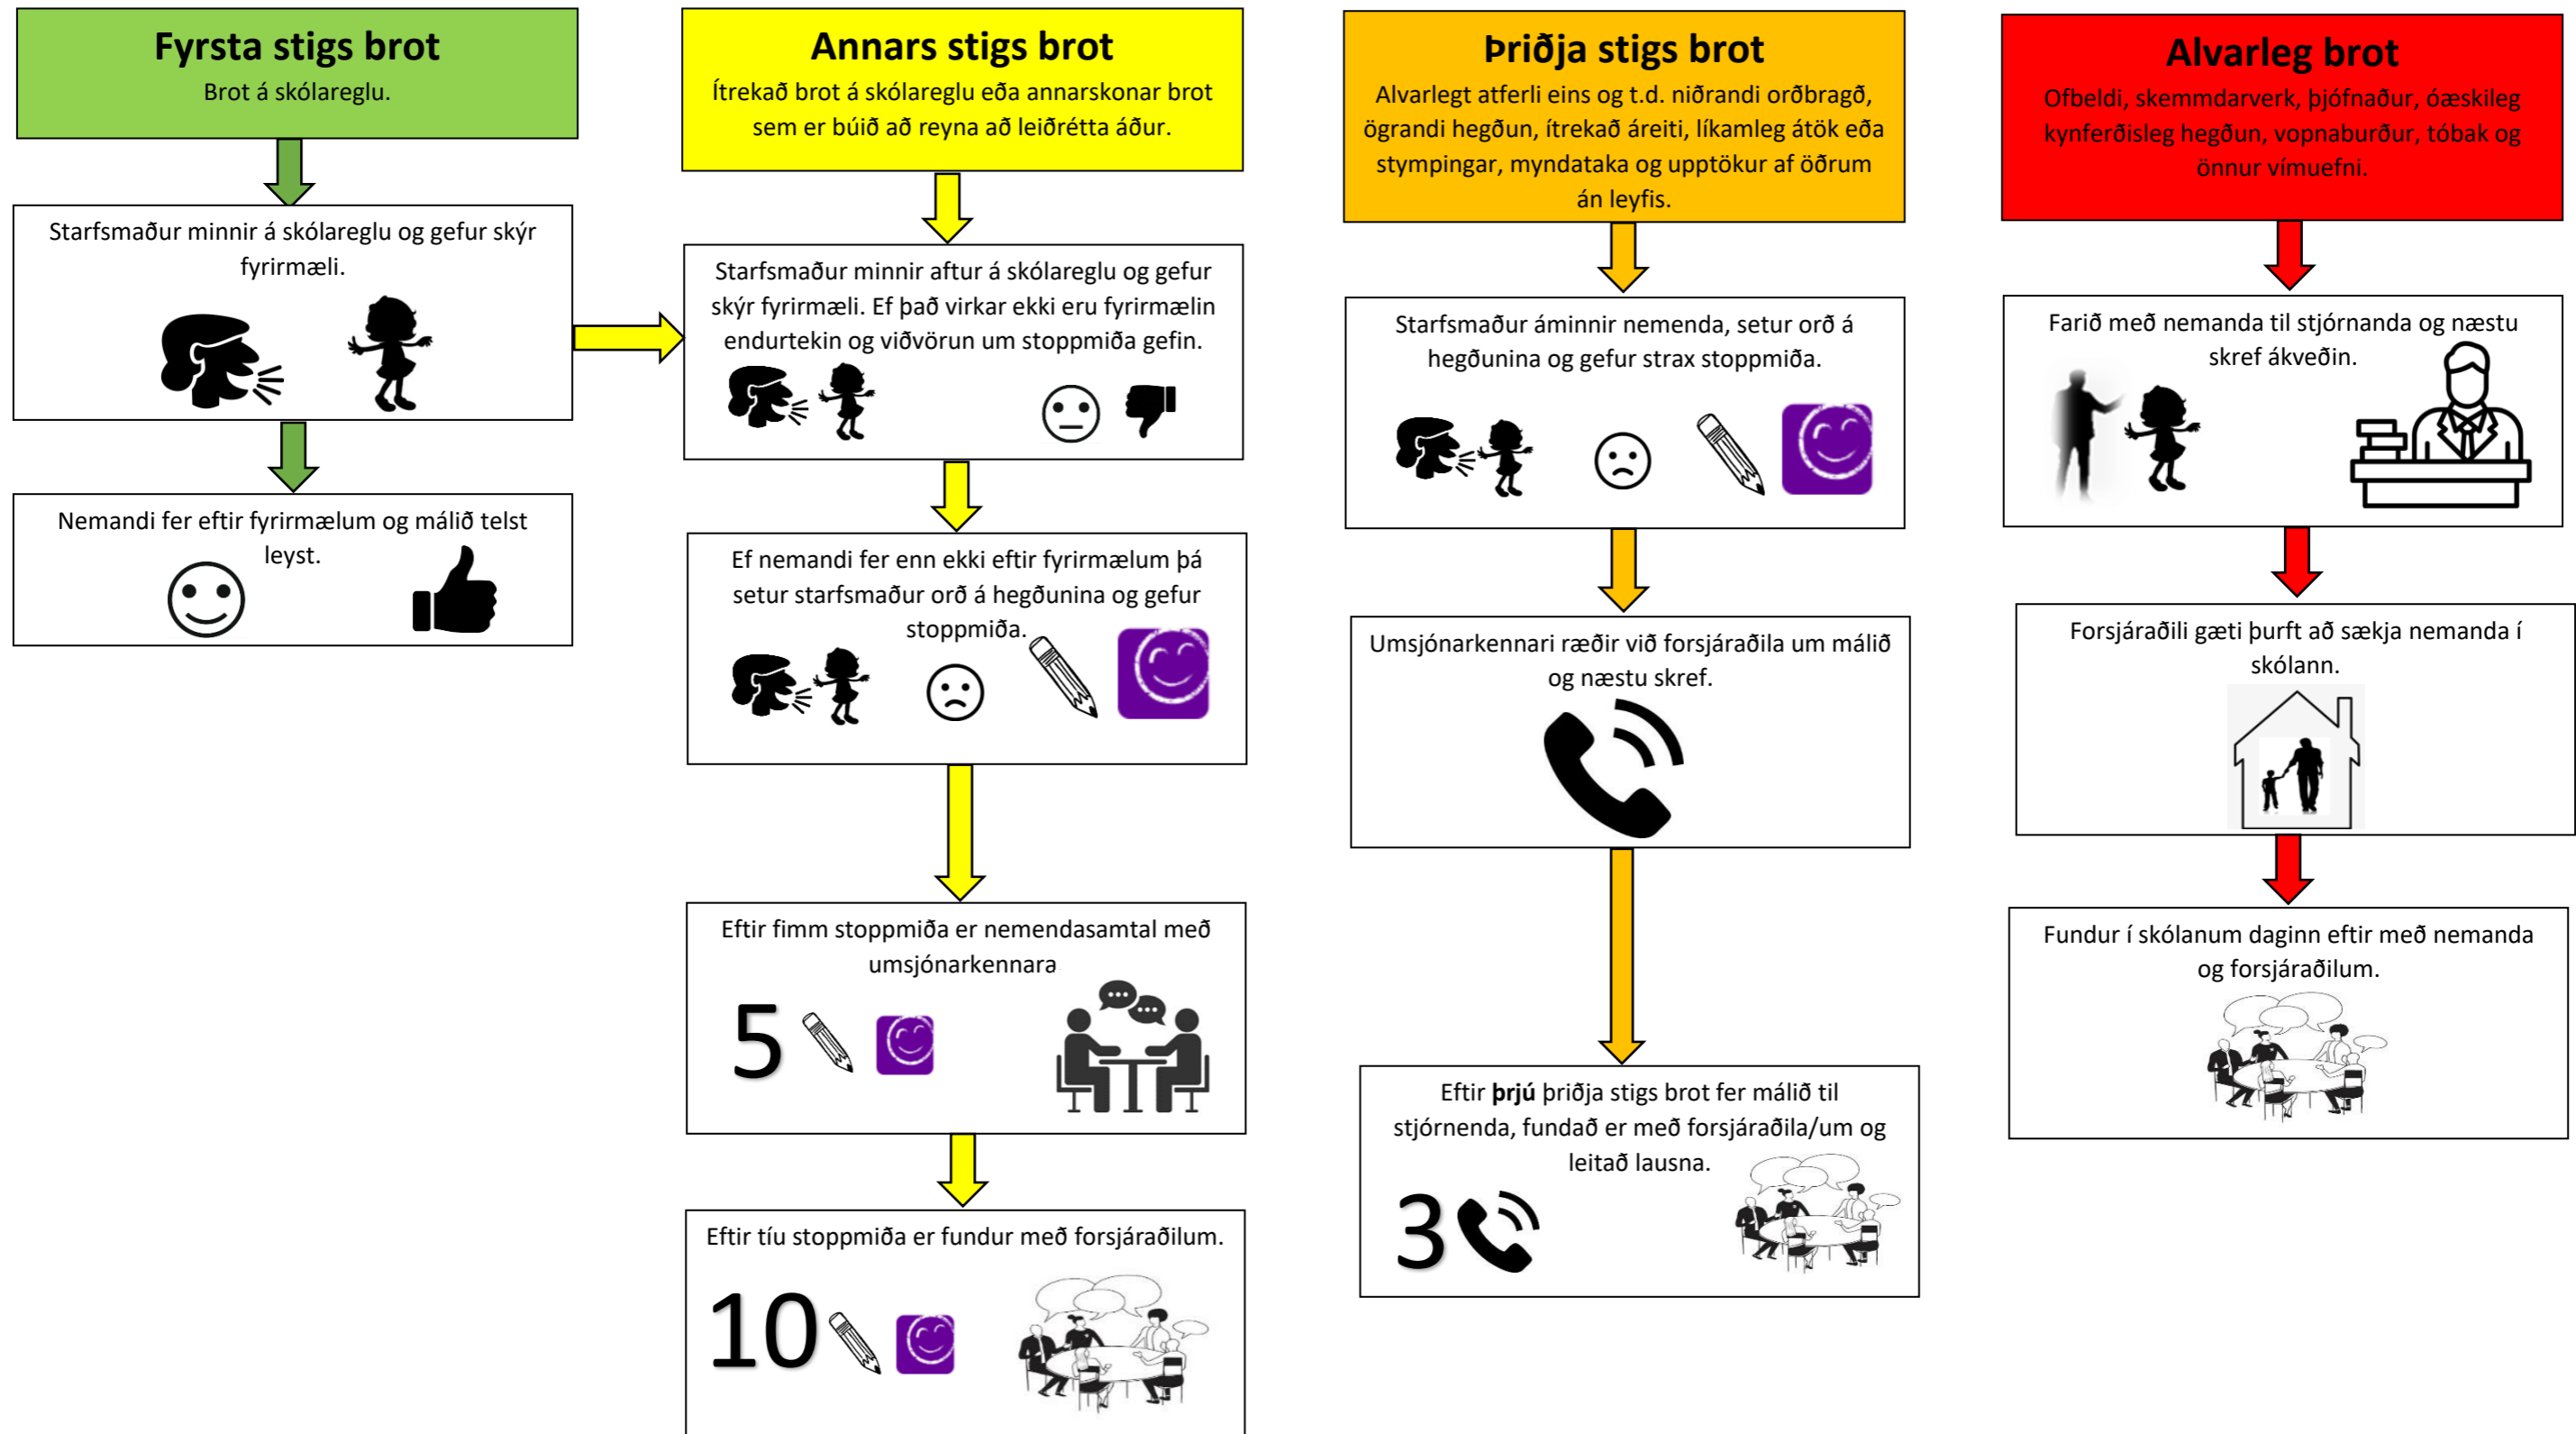 Fyrsta stigs brot
Brot á skólareglu.
Starfsmaður minnir á skólareglu og gefur skýr
fyrirmæli.
Nemandi fer eftir fyrirmælum og málið telst
leyst.
Annars stigs brot
Ítrekað brot á skólareglu eða annarskonar brot
sem er búið að reyna að leiðrétta áður.
Starfsmaður minnir aftur á skólareglu og gefur
skýr fyrirmæli. Ef það virkar ekki eru fyrirmælin
endurtekin og viðvörun um stoppmiða gefin.
Ef nemandi fer enn ekki eftir fyrirmælum þá
setur starfsmaður orð á hegðunina og gefur
stoppmiða.
Eftir fimm stoppmiða er nemendasamtal með
umsjónarkennara
5
Eftir tíu stoppmiða er fundur með forsjáraðilum.
10
Þriðja stigs brot
Alvarlegt atferli eins og t.d. niðrandi orðbragð,
ögrandi hegðun, ítrekað áreiti, líkamleg átök eða
stympingar, myndataka og upptökur af öðrum
án leyfis.
Starfsmaður áminnir nemenda, setur orð á
hegðunina og gefur strax stoppmiða.
Umsjónarkennari ræðir við forsjáraðila um málið
og næstu skref.
Eftir þrjú þriðja stigs brot fer málið til
stjórnenda, fundað er með forsjáraðila/um og
leitað lausna.
3
Alvarleg brot
Ofbeldi, skemmdarverk, þjófnaður, óæskileg
kynferðisleg hegðun, vopnaburður, tóbak og
önnur vímuefni.
Farið með nemanda til stjórnanda og næstu
skref ákveðin.
Forsjáraðili gæti þurft að sækja nemanda í
skólann.
Fundur í skólanum daginn eftir með nemanda
og forsjáraðilum.